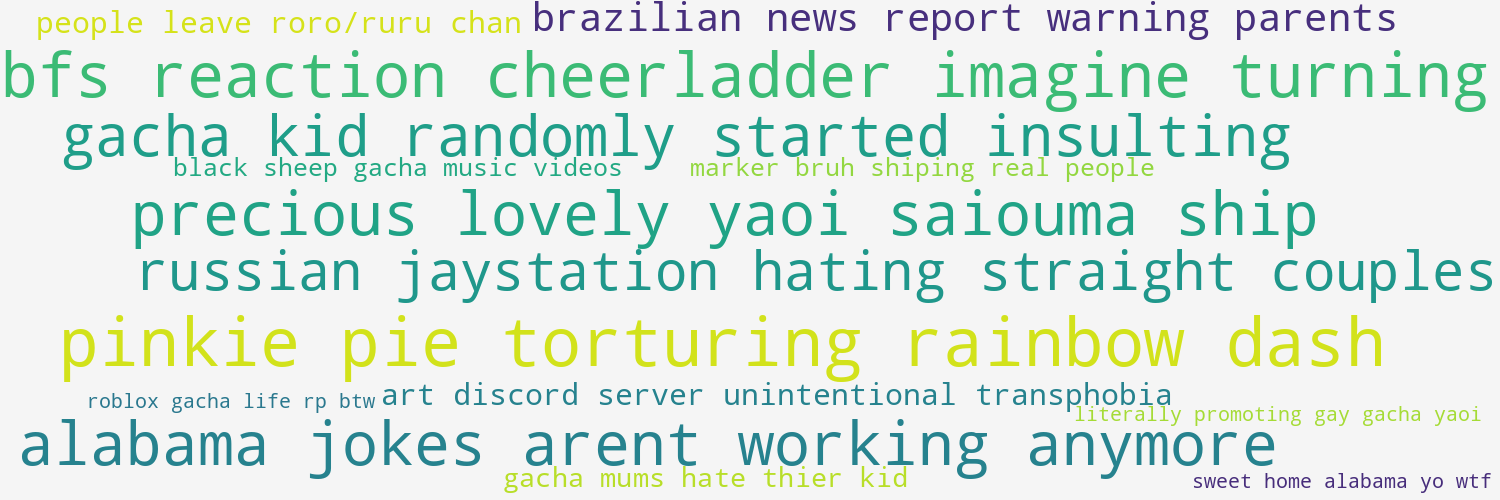 people leave roro/ruru chan
brazilian news report warning parents
bfs reaction cheerladder imagine turning
gacha kid randomly started insulting
black sheep gacha music videos
marker bruh shiping real people
precious lovely yaoi saiouma ship
russian jaystation hating straight couples
pinkie pie torturing rainbow dash
roblox gacha life rp btw
art discord server unintentional transphobia
literally promoting gay gacha yaoi
alabama jokes arent working anymore
gacha mums hate thier kid
sweet home alabama yo wtf